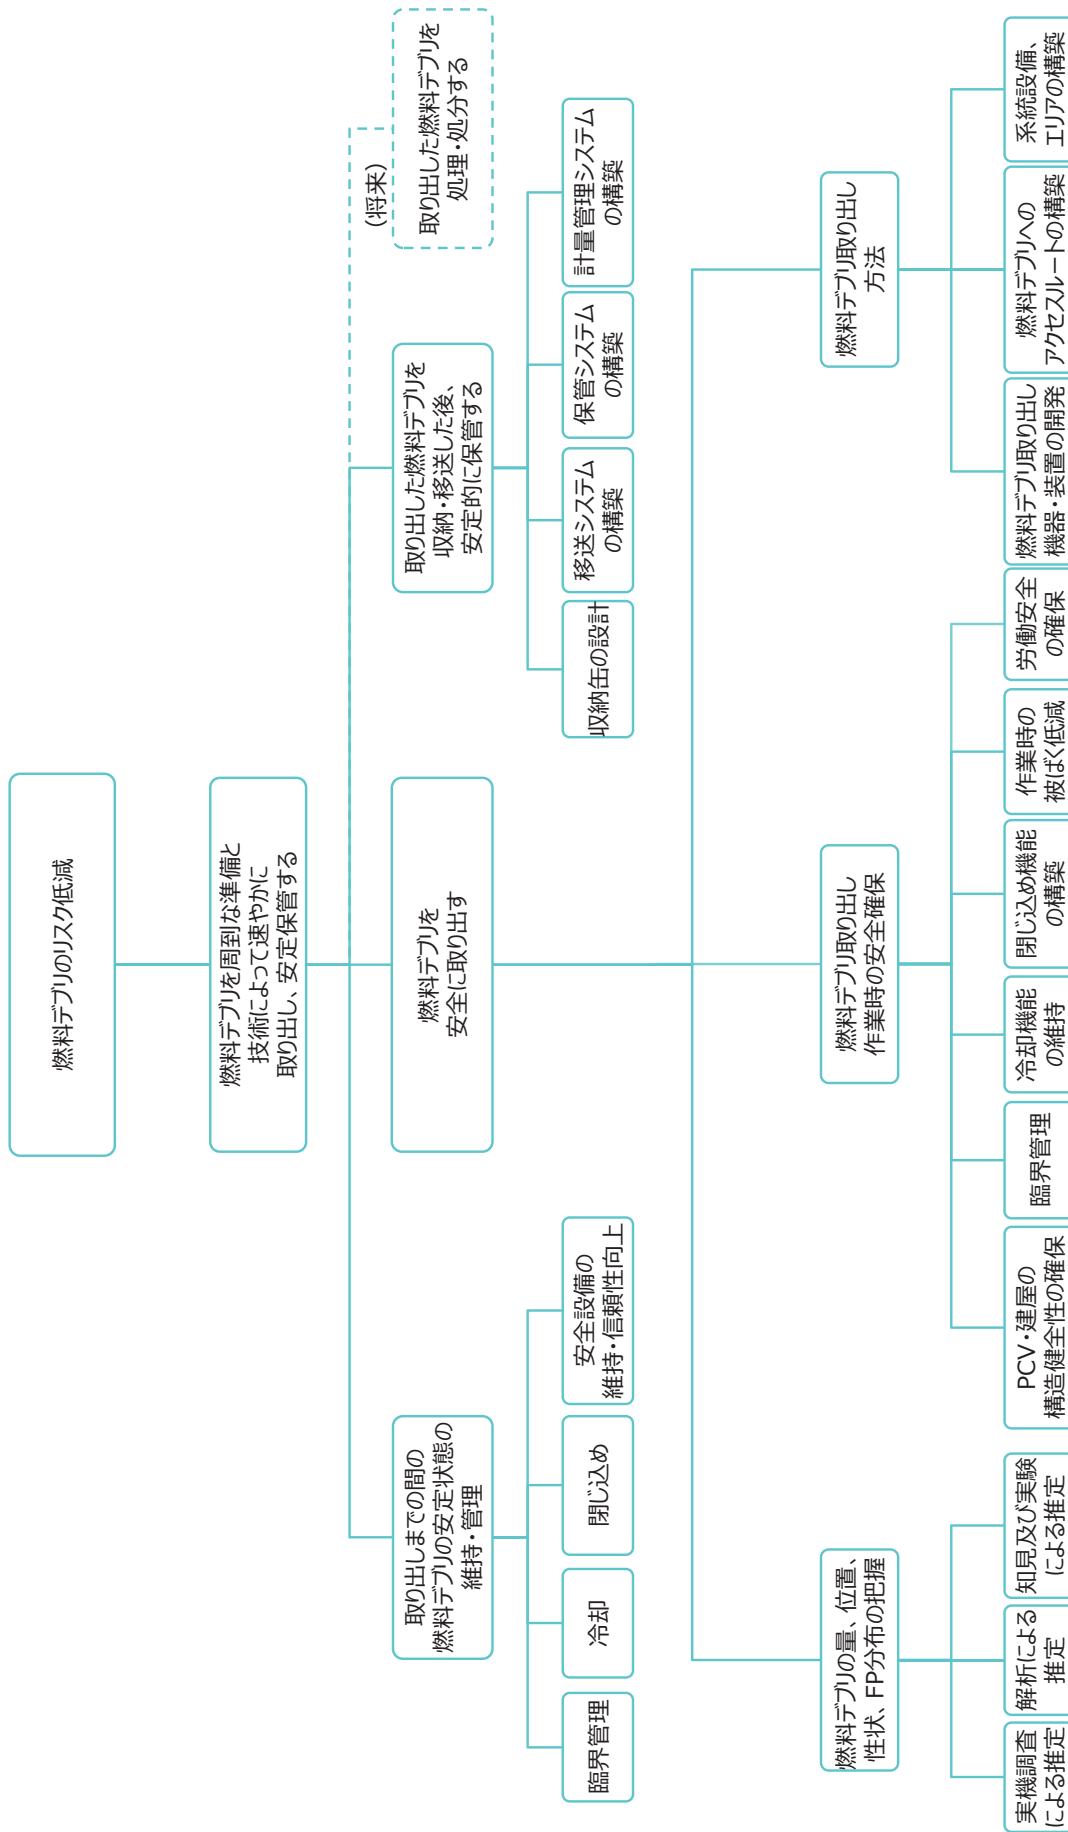 燃料デブリのリスク低減
燃料デブリを周到な準備と
技術によって速やかに
取り出し、安定保管する
取り出しまでの間の
燃料デブリの安定状態の
維持・管理
燃料デブリを
安全に取り出す
取り出した燃料デブリを
収納・移送した後、
安定的に保管する
(将来)
取り出した燃料デブリを
処理・処分する
臨界管理
冷却
閉じ込め
安全設備の
維持・信頼性向上
収納缶の設計
移送システム
の構築
保管システム
の構築
計量管理システム
の構築
燃料デブリの量、位置、
性状、FP分布の把握
燃料デブリ取り出し
作業時の安全確保
燃料デブリ取り出し
方法
実機調査
による推定
解析による
推定
知見及び実験
による推定
PCV・建屋の
構造健全性の確保
臨界管理
冷却機能
の維持
閉じ込め機能
の構築
作業時の
被ばく低減
労働安全
の確保
燃料デブリ取り出し
機器・装置の開発
燃料デブリへの
アクセスルートの構築
系統設備、
エリアの構築